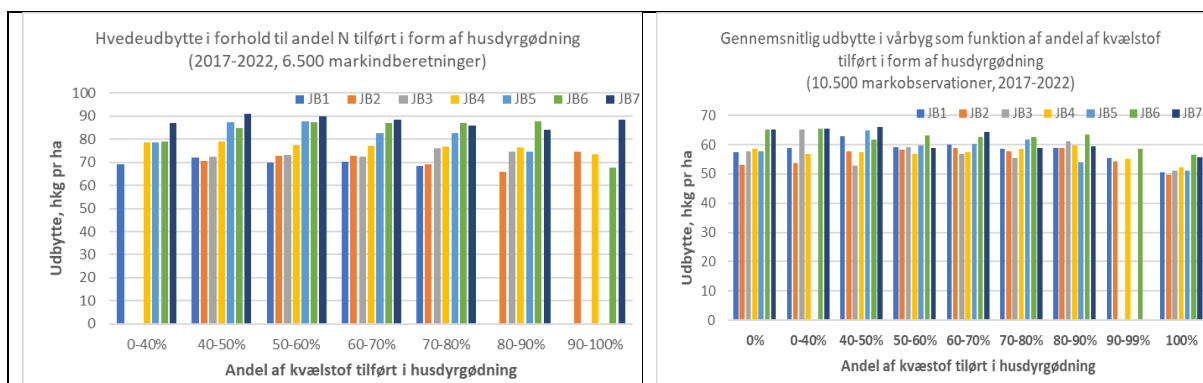 Hvedeudbytte i forhold til andel N tilført i form af husdyrgødning
(2017-2022, 6.500 markindberetninger)
JB1 JB2 JB3 JB4 JB5 JB6 JB7
100
90
80
70
60
50
40
30
20
10
0
Udbytte, hkg pr ha
0-40% 40-50% 50-60% 60-70% 70-80% 80-90% 90-100%
Andel af kvælstof tilført i husdyrgødning
Gennemsnitlig udbytte i vårbyg som funktion af andel af kvælstof
tilført i form af husdyrgødning
(10.500 markobservationer, 2017-2022)
JB1 JB2 JB3 JB4 JB5 JB6 JB7
70
60
50
40
30
20
10
0
Udbytte, hkg pr ha
0% 0-40% 40-50% 50-60% 60-70% 70-80% 80-90% 90-99% 100%
Andel af kvæstof tilørt i husdyrgødning